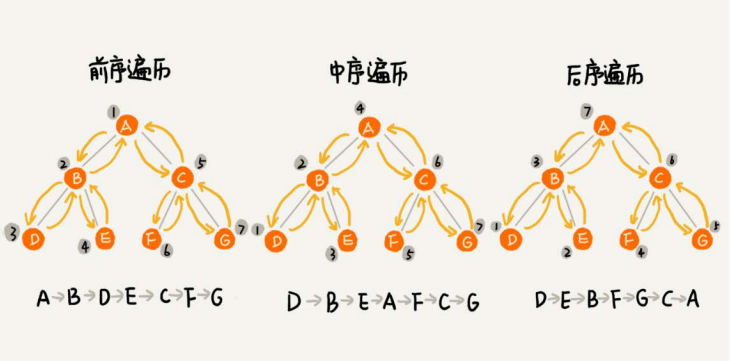 前序遍历
1
A
2 B C 5
3 D E F G 7
4 6
A→B→D→E→C→F→G
中序遍历
4
A
2 B C 6
1 D E F G 7
3 5
D→B→E→A→F→C→G
后序遍历
7
A
3 B C 6
1 D E F G 5
2 4
D→E→B→F→G→C→A